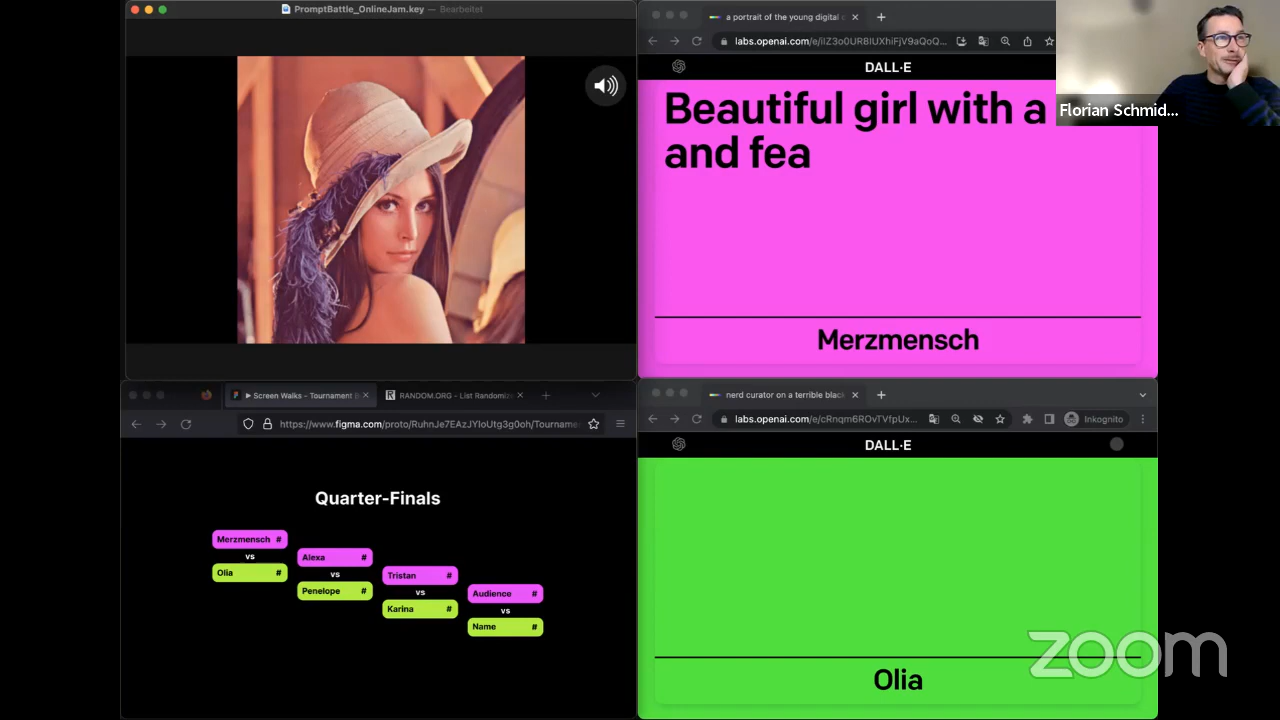 PromptBattle_OnlineJam.key — Bearbeitet
a portrait of the young digital
labs.openai.com/e/iIZ3o0UR8IUXhiFjV9aQoQ...
DALL·E
Beautiful girl with a
and fea
Merzmensch
Florian Schmid...
Screen Walks - Tournament
RANDOM.ORG - List Randomize
https://www.figma.com/proto/RuhnJe7EAzJYIoUtg3g0oh/Tourname
Quarter-Finals
Merzmensch #
vs
Olia #
Alexa #
vs
Penelope #
Tristan #
vs
Karina #
Audience #
vs
Name #
nerd curator on a terrible black
labs.openai.com/e/cRnqm6ROvTVfpUx...
Inkognito
DALL·E
Olia
zoom